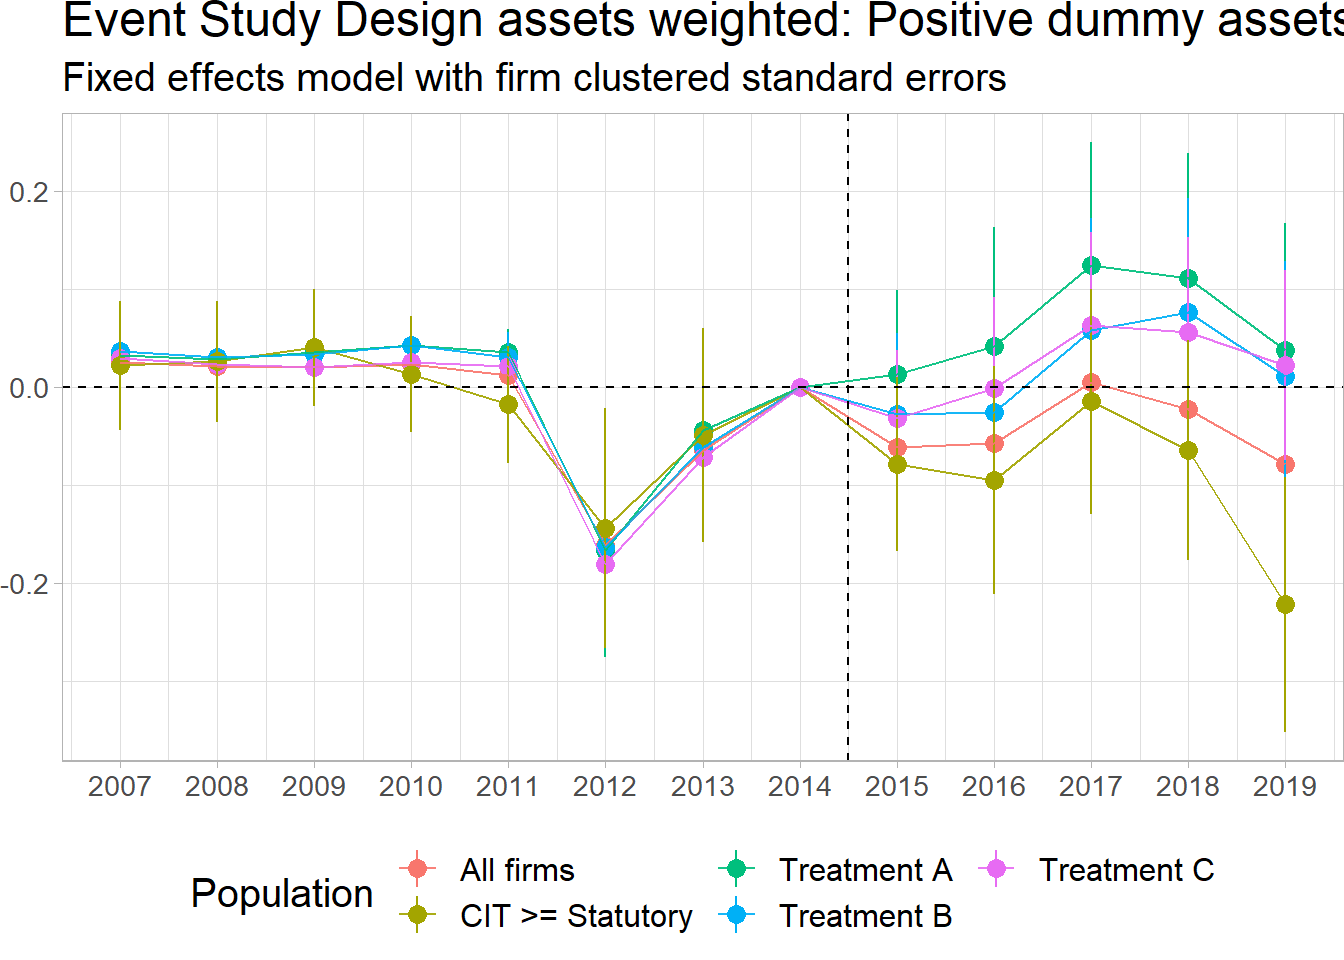 Event Study Design assets weighted: Positive dummy assets
Fixed effects model with firm clustered standard errors
0.2
0.0
-0.2
2007 2008 2009 2010 2011 2012 2013 2014 2015 2016 2017 2018 2019
Population
All firms
Treatment A
Treatment C
CIT >= Statutory
Treatment B